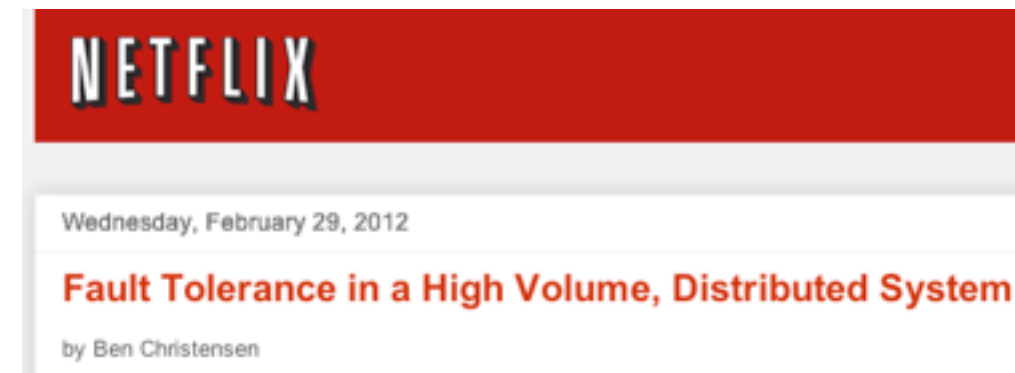 NETFLIX
Wednesday, February 29, 2012
Fault Tolerance in a High Volume, Distributed System
by Ben Christensen